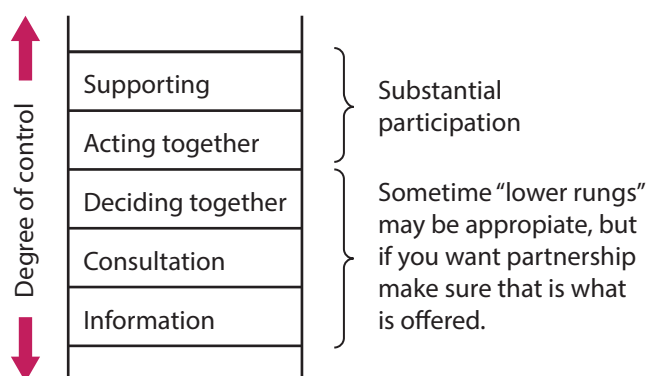 Degree of control
Supporting
Acting together
Deciding together
Consultation
Information
Substantial
participation
Sometime “lower rungs”
may be appropiate, but
if you want partnership
make sure that is what
is offered.